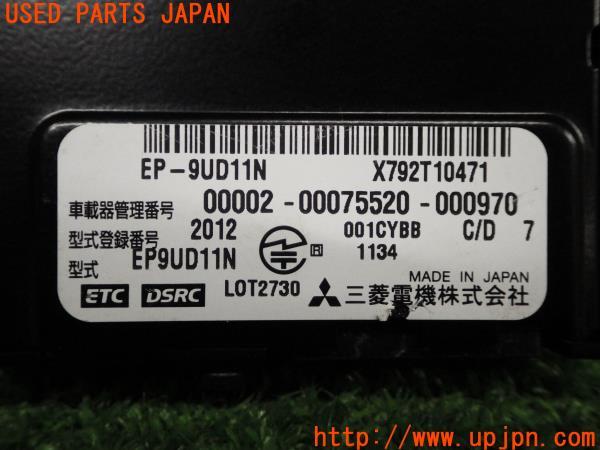 USED PARTS JAPAN
EP-9UD11N X792T10471
車載器管理番号 00002-00075520-000970
型式登録番号 2012 R 001CYBB C/D 7
型式 EP9UD11N 1134
MADE IN JAPAN
ETC DSRC LOT2730 三菱電機株式会社
http://www.upjpn.com